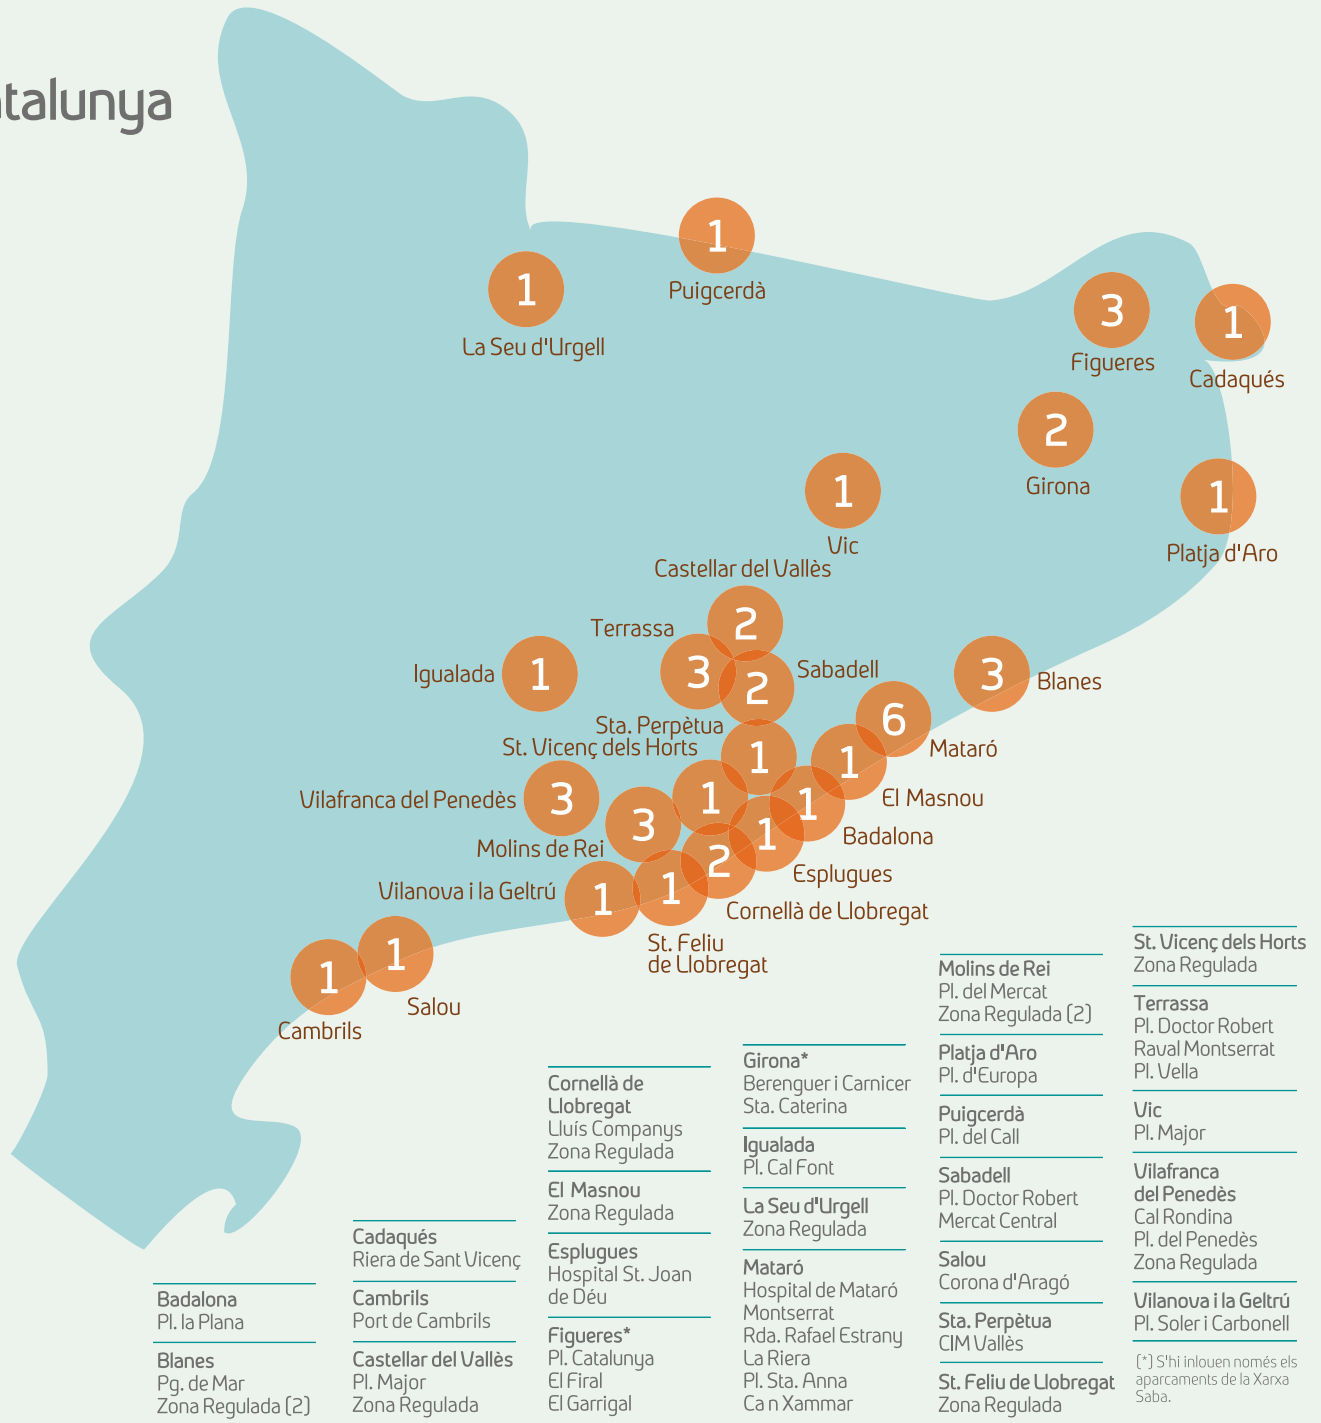 talunya
1
Puigcerdà
1
La Seu d'Urgell
3
Figueres
1
Cadaqués
2
Girona
1
Platja d'Aro
1
Vic
Castellar del Vallès
2
Terrassa
3
Sabadell
2
Igualada
1
3
Blanes
6
Mataró
Sta. Perpètua
1
St. Vicenç dels Horts
1
1
El Masnou
Vilafranca del Penedès
3
1
Badalona
Molins de Rei
3
1
Esplugues
2
Cornellà de Llobregat
Vilanova i la Geltrú
1
1
St. Feliu
de Llobregat
1
Salou
1
Cambrils
Badalona
Pl. la Plana
Blanes
Pg. de Mar
Zona Regulada (2)
Cadaqués
Riera de Sant Vicenç
Cambrils
Port de Cambrils
Castellar del Vallès
Pl. Major
Zona Regulada
Cornellà de
Llobregat
Lluís Companys
Zona Regulada
El Masnou
Zona Regulada
Esplugues
Hospital St. Joan
de Déu
Figueres*
Pl. Catalunya
El Firal
El Garrigal
Girona*
Berenguer i Carnicer
Sta. Caterina
Igualada
Pl. Cal Font
La Seu d'Urgell
Zona Regulada
Mataró
Hospital de Mataró
Montserrat
Rda. Rafael Estrany
La Riera
Pl. Sta. Anna
Ca n Xammar
Molins de Rei
Pl. del Mercat
Zona Regulada (2)
Platja d'Aro
Pl. d'Europa
Puigcerdà
Pl. del Call
Sabadell
Pl. Doctor Robert
Mercat Central
Salou
Corona d'Aragó
Sta. Perpètua
CIM Vallès
St. Feliu de Llobregat
Zona Regulada
St. Vicenç dels Horts
Zona Regulada
Terrassa
Pl. Doctor Robert
Raval Montserrat
Pl. Vella
Vic
Pl. Major
Vilafranca
del Penedès
Cal Rondina
Pl. del Penedès
Zona Regulada
Vilanova i la Geltrú
Pl. Soler i Carbonell
(*) S'hi inlouen només els
aparcaments de la Xarxa
Saba.